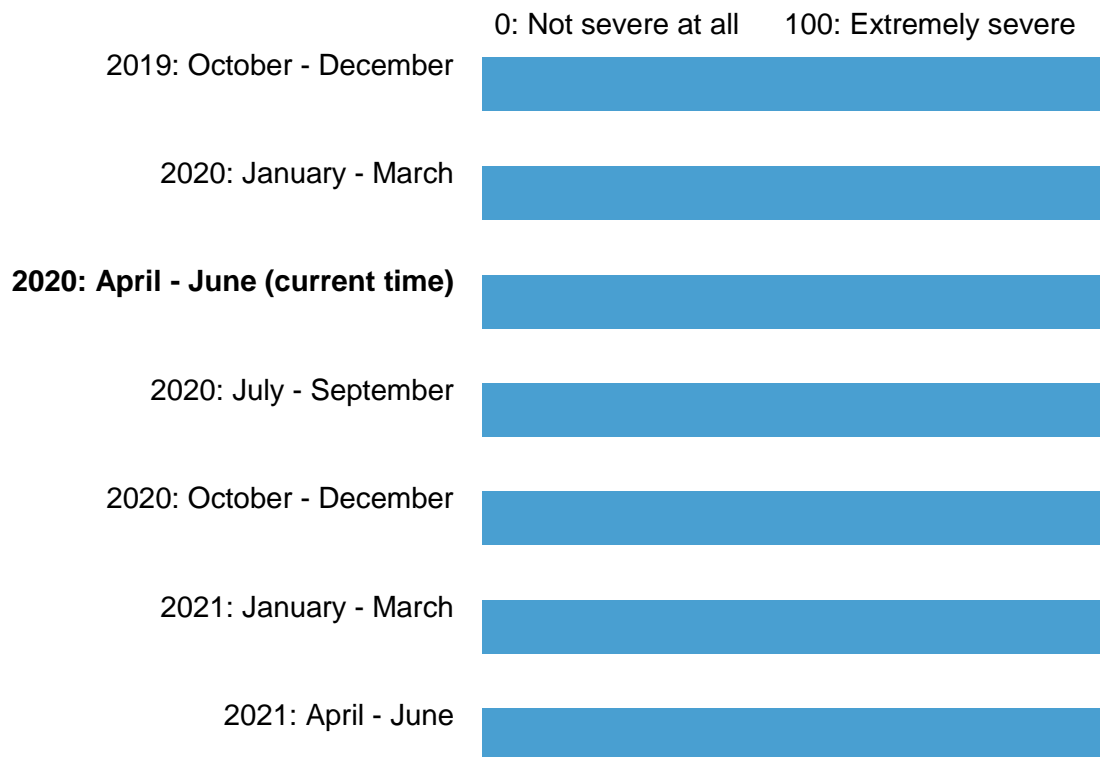 0: Not severe at all 100: Extremely severe
2019: October - December
2020: January - March
2020: April - June (current time)
2020: July - September
2020: October - December
2021: January - March
2021: April - June